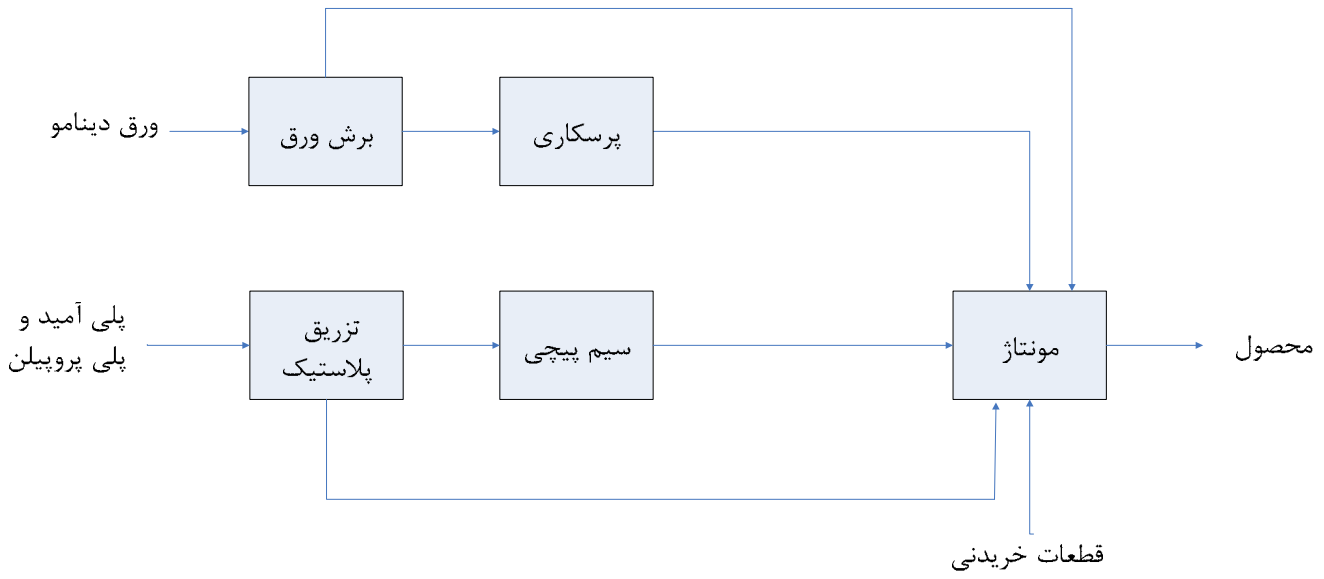 ورق دینامو
برش ورق
پرسکاری
پلی آمید و
پلی پروپیلن
تزریق
پلاستیک
سیم پیچی
مونتاژ
محصول
قطعات خریدنی